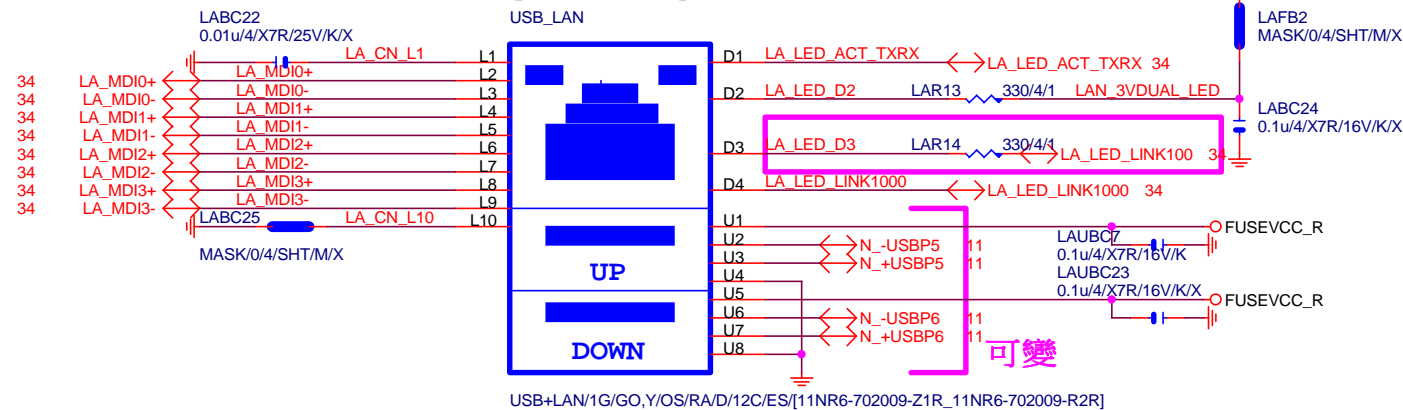 LABC22
0.01u/4/X7R/25V/K/X
USB_LAN
LAFB2
MASK/0/4/SHT/M/X
LA_CN_L1
L1
D1
LA_LED_ACT_TXRX
LA_LED_ACT_TXRX 34
34 LA_MDI0+
LA_MDI0+
L2
34 LA_MDI0-
LA_MDI0-
L3
D2
LA_LED_D2
LAR13
330/4/1
LAN_3VDUAL_LED
34 LA_MDI1+
LA_MDI1+
L4
LABC24
0.1u/4/X7R/16V/K/X
34 LA_MDI1-
LA_MDI1-
L5
34 LA_MDI2+
LA_MDI2+
L6
D3
LA_LED_D3
LAR14
330/4/1
LA_LED_LINK100 34
34 LA_MDI2-
LA_MDI2-
L7
34 LA_MDI3+
LA_MDI3+
L8
D4
LA_LED_LINK1000
LA_LED_LINK1000 34
34 LA_MDI3-
LA_MDI3-
L9
LABC25
LA_CN_L10
L10
MASK/0/4/SHT/M/X
U1
FUSEVCC_R
U2
N_-USBP5 11
LAUBC7
0.1u/4/X7R/16V/K
U3
N_+USBP5 11
UP
U4
U5
LAUBC23
0.1u/4/X7R/16V/K/X
FUSEVCC_R
U6
N_-USBP6 11
U7
N_+USBP6 11
DOWN
U8
可變
USB+LAN/1G/GO,Y/OS/RA/D/12C/ES/[11NR6-702009-Z1R_11NR6-702009-R2R]